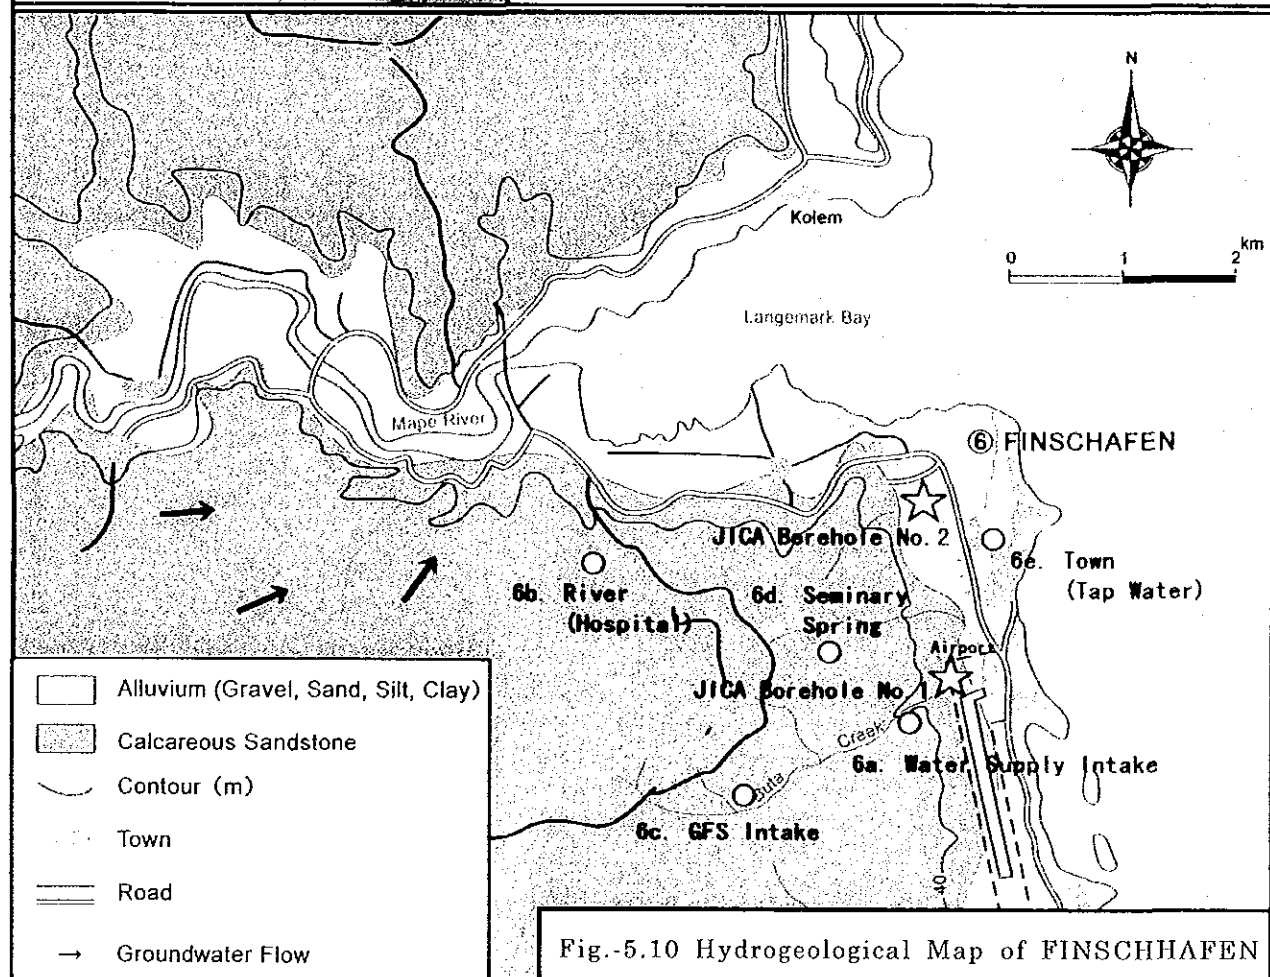 N
km
0 1 2
Kolem
Langemark Bay
Mape River
⑥ FINSCHAFEN
JICA Borehole No. 2
6e. Town
(Tap Water)
6b. River
(Hospital)
6d. Seminary
Spring
Airport
JICA Borehole No. 1
Creek
6a. Water Supply Intake
Buta
6c. GFS Intake
40
Alluvium (Gravel, Sand, Silt, Clay)
Calcareous Sandstone
Contour (m)
Town
Road
Groundwater Flow
Fig.-5.10 Hydrogeological Map of FINSCHHAFEN